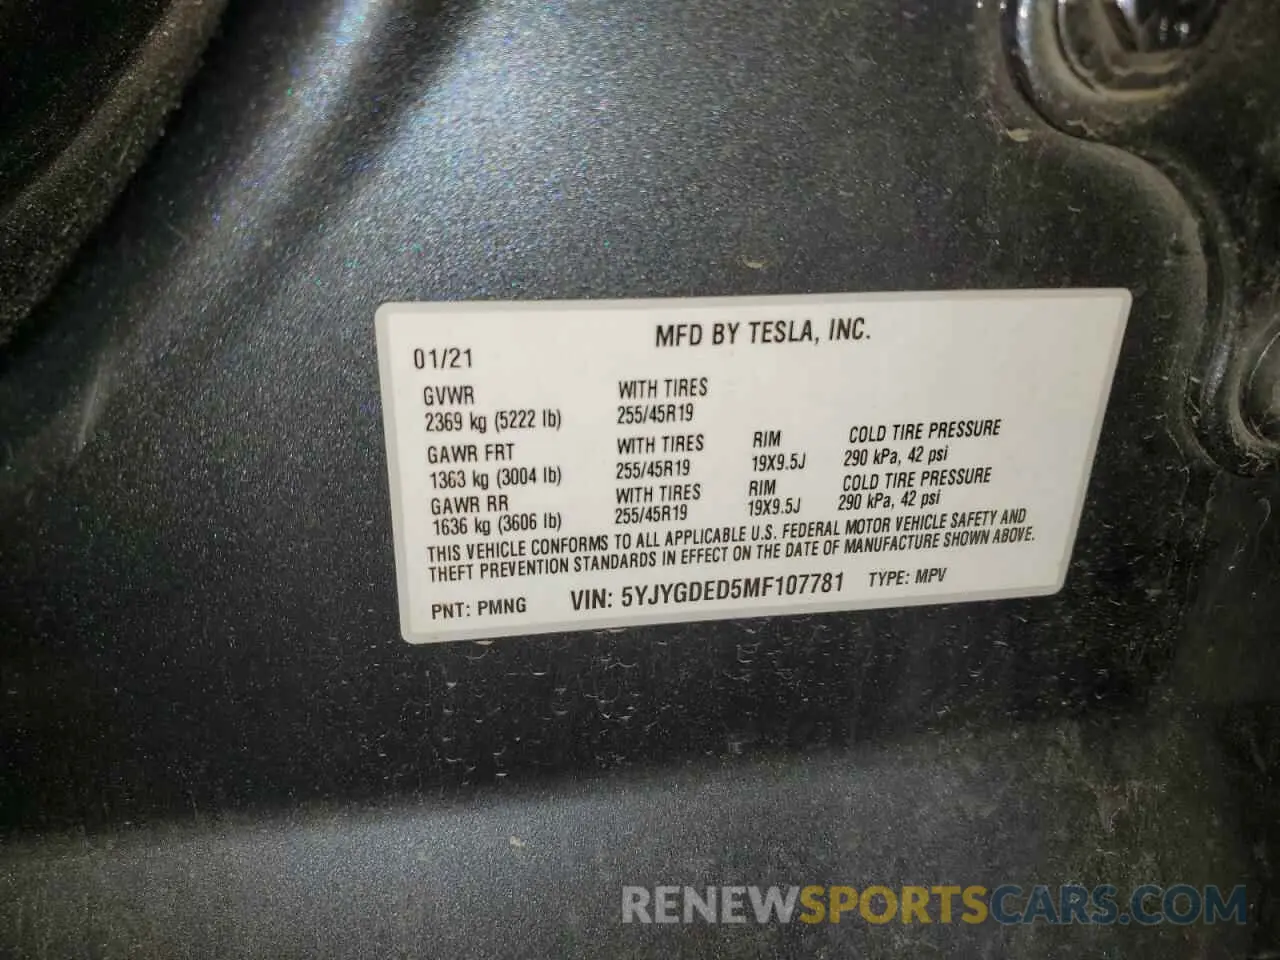 MFD BY TESLA, INC.
01/21
GVWR WITH TIRES
2369 kg (5222 lb) 255/45R19
GAWR FRT WITH TIRES RIM COLD TIRE PRESSURE
1363 kg (3004 lb) 255/45R19 19X9.5J 290 kPa, 42 psi
GAWR RR WITH TIRES RIM COLD TIRE PRESSURE
1636 kg (3606 lb) 255/45R19 19X9.5J 290 kPa, 42 psi
THIS VEHICLE CONFORMS TO ALL APPLICABLE U.S. FEDERAL MOTOR VEHICLE SAFETY AND
THEFT PREVENTION STANDARDS IN EFFECT ON THE DATE OF MANUFACTURE SHOWN ABOVE.
PNT: PMNG VIN: 5YJYGDED5MF107781 TYPE: MPV
RENEWSPORTSCARS.COM